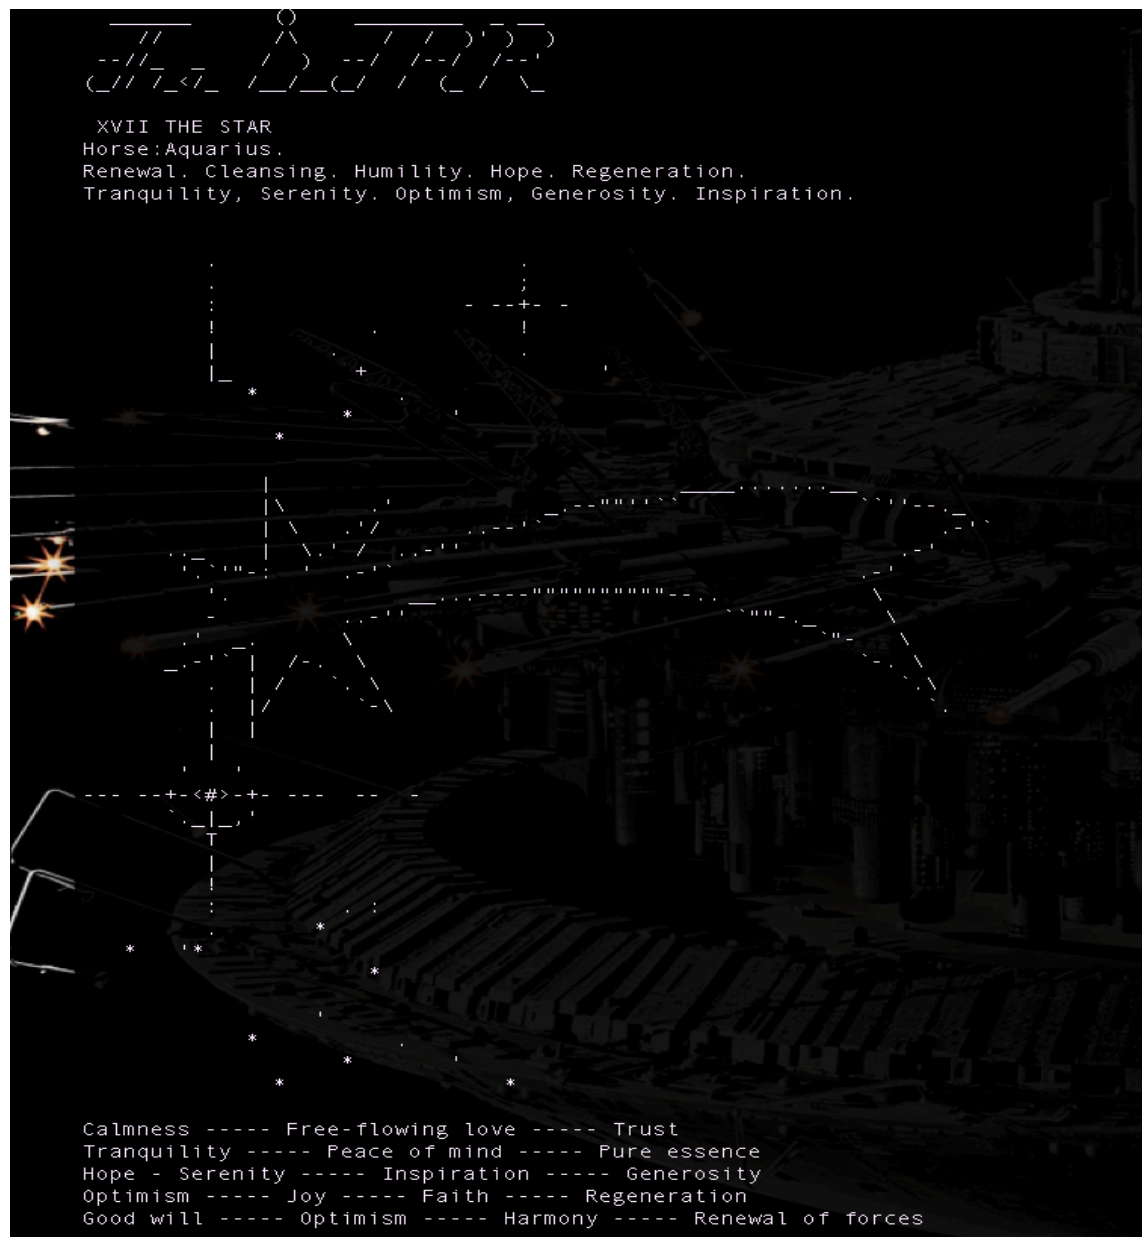 The STAR
XVII THE STAR
Horse:Aquarius.
Renewal. Cleansing. Humility. Hope. Regeneration.
Tranquility, Serenity. Optimism, Generosity. Inspiration.
Calmness ----- Free-flowing love ----- Trust
Tranquility ----- Peace of mind ----- Pure essence
Hope - Serenity ----- Inspiration ----- Generosity
Optimism ----- Joy ----- Faith ----- Regeneration
Good will ----- Optimism ----- Harmony ----- Renewal of forces